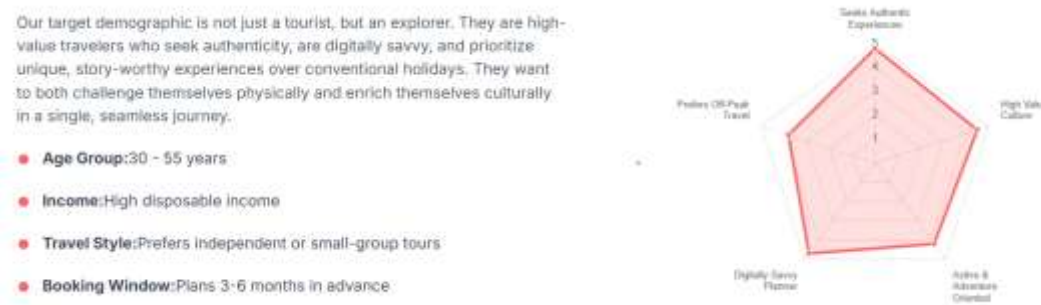 Our target demographic is not just a tourist, but an explorer. They are high-
value travelers who seek authenticity, are digitally savvy, and prioritize
unique, story-worthy experiences over conventional holidays. They want
to both challenge themselves physically and enrich themselves culturally
in a single, seamless journey.
Age Group:30 - 55 years
Income:High disposable income
Travel Style:Prefers independent or small-group tours
Booking Window:Plans 3-6 months in advance
Seeks Authentic
Experiences
5
4
3
2
1
Prefers Off-Peak
Travel
High Valu
Culture
Digitally Savvy
Planner
Active &
Adventure
Oriented